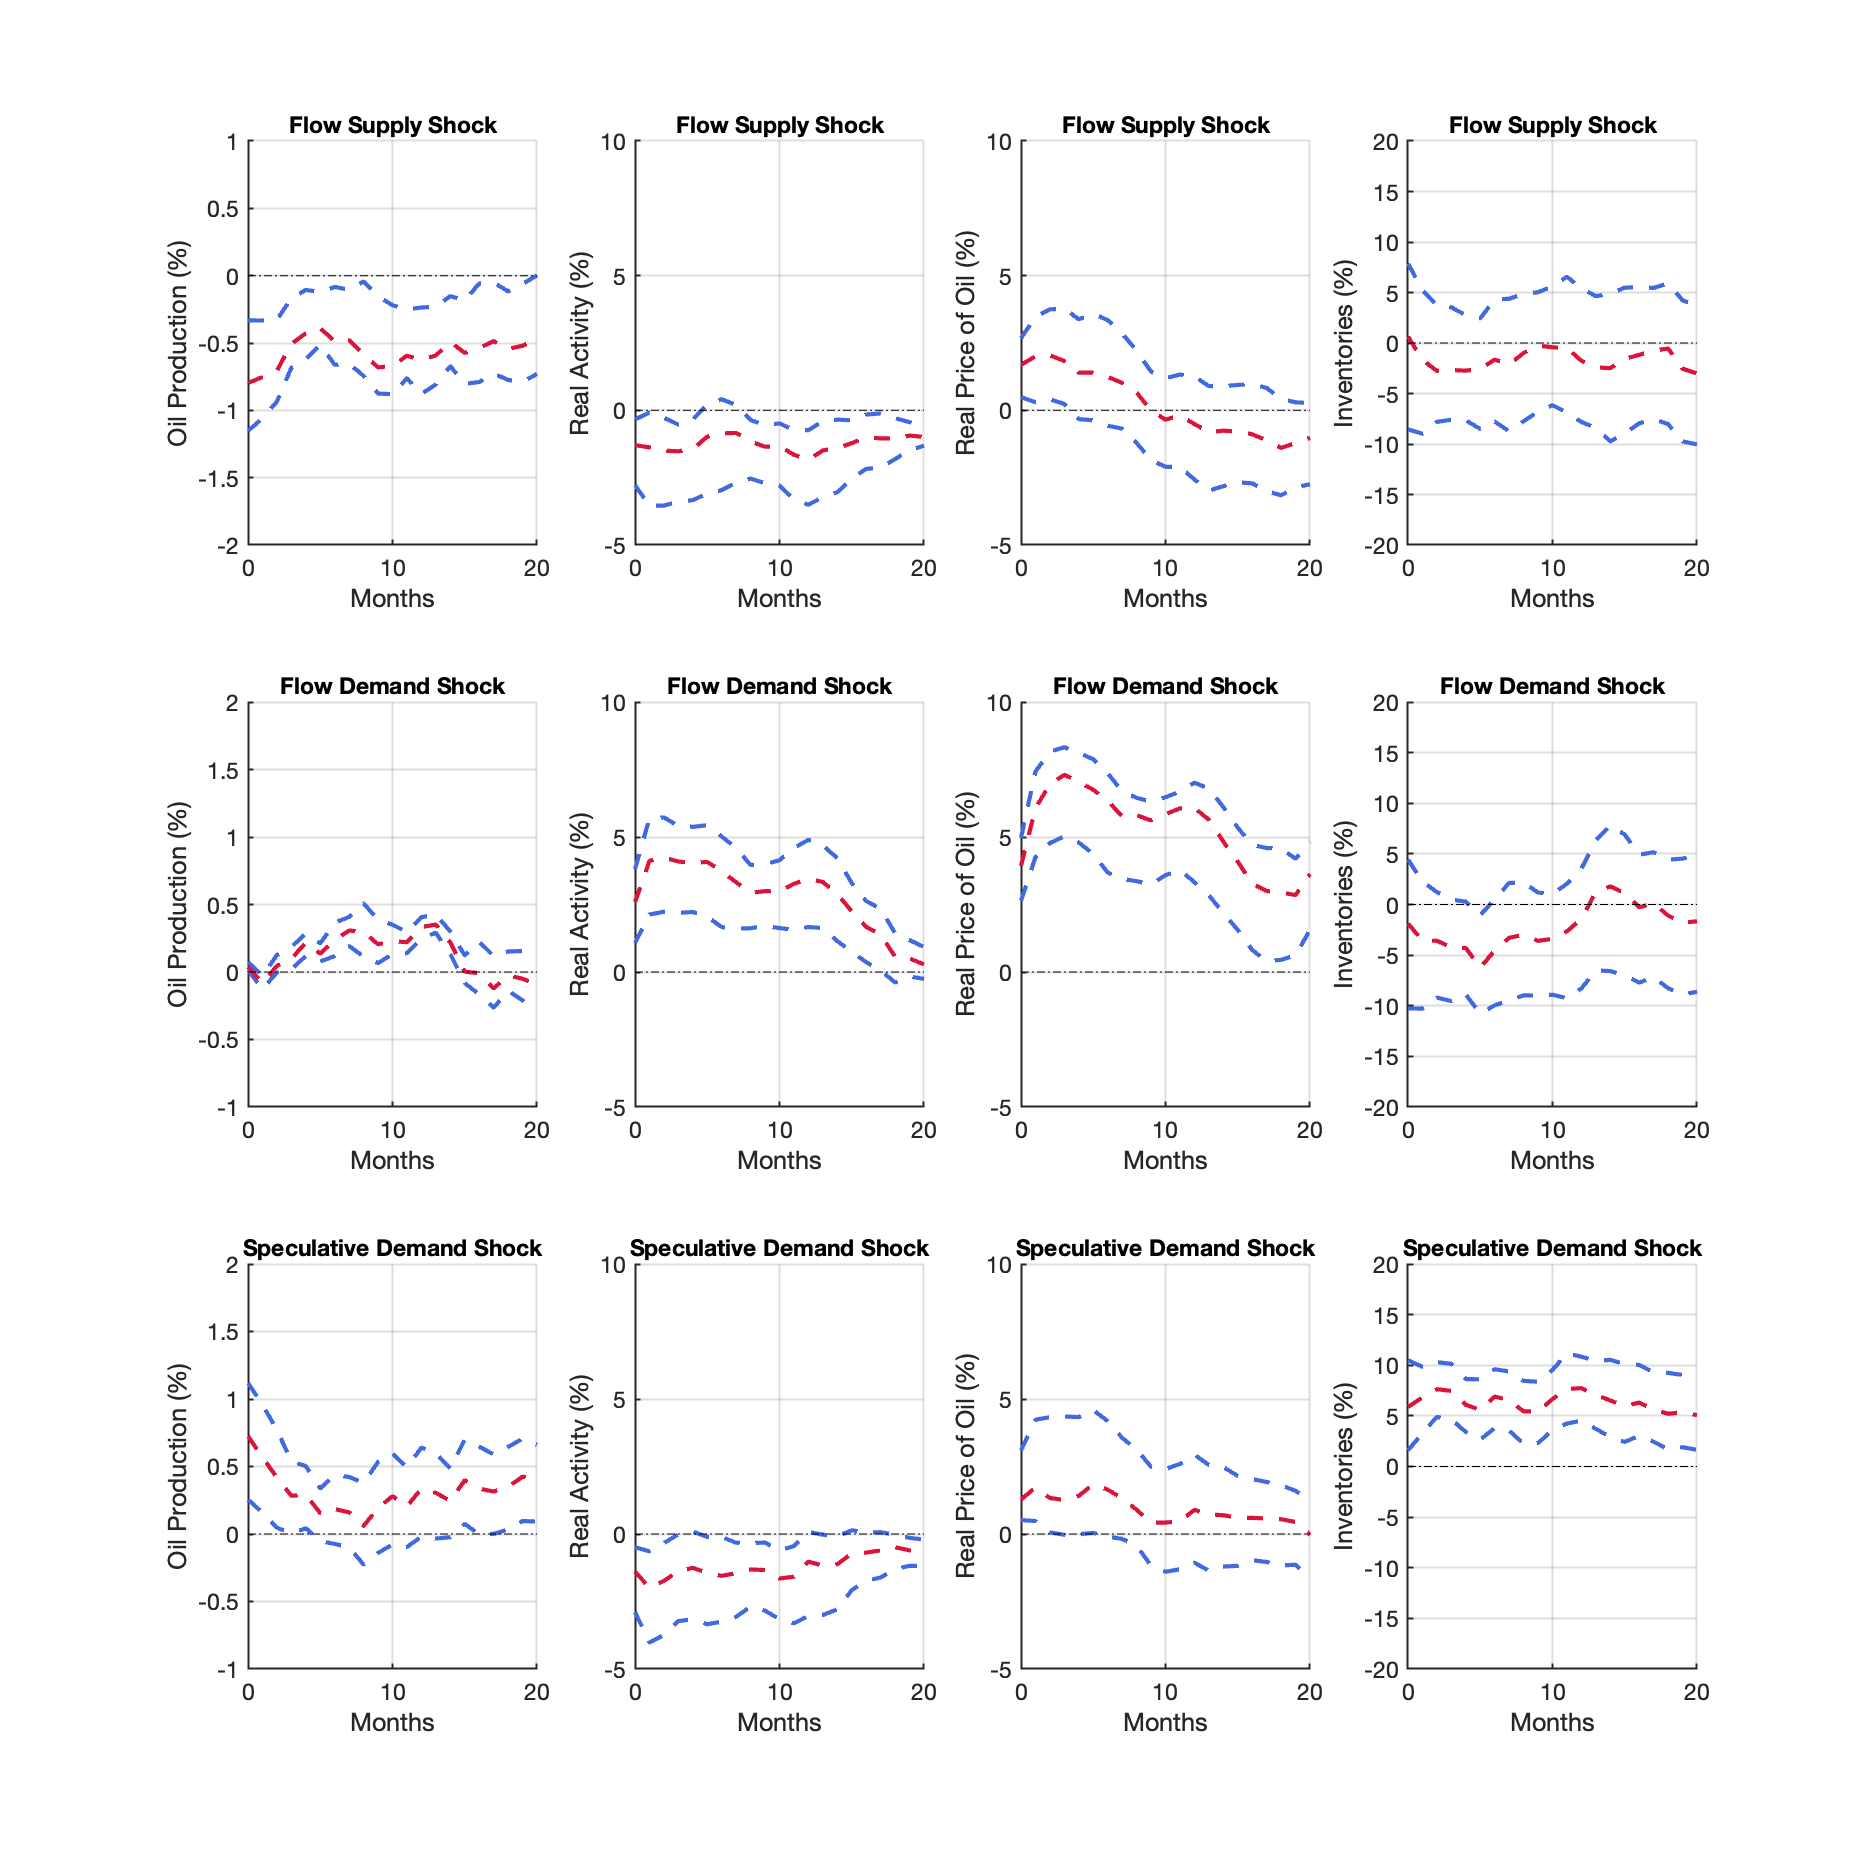 Flow Supply Shock
Flow Supply Shock
Flow Supply Shock
Flow Supply Shock
1
0.5
0
-0.5
-1
-1.5
-2
Oil Production (%)
0 10 20
Months
10
5
0
-5
Real Activity (%)
0 10 20
Months
10
5
0
-5
Real Price of Oil (%)
0 10 20
Months
20
15
10
5
0
-5
-10
-15
-20
Inventories (%)
0 10 20
Months
Flow Demand Shock
Flow Demand Shock
Flow Demand Shock
Flow Demand Shock
2
1.5
1
0.5
0
-0.5
-1
Oil Production (%)
0 10 20
Months
10
5
0
-5
Real Activity (%)
0 10 20
Months
10
5
0
-5
Real Price of Oil (%)
0 10 20
Months
20
15
10
5
0
-5
-10
-15
-20
Inventories (%)
0 10 20
Months
Speculative Demand Shock
Speculative Demand Shock
Speculative Demand Shock
Speculative Demand Shock
2
1.5
1
0.5
0
-0.5
-1
Oil Production (%)
0 10 20
Months
10
5
0
-5
Real Activity (%)
0 10 20
Months
10
5
0
-5
Real Price of Oil (%)
0 10 20
Months
20
15
10
5
0
-5
-10
-15
-20
Inventories (%)
0 10 20
Months